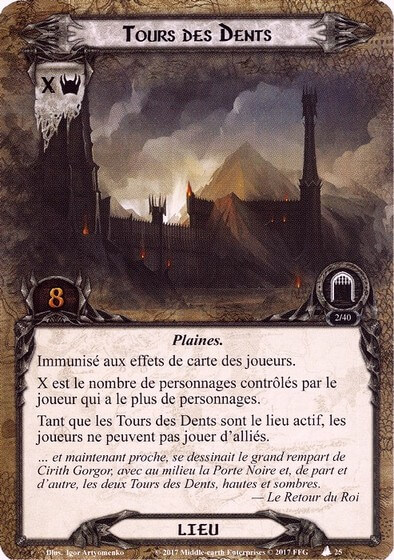 Tours des Dents
X
8
2/40
Plaines.
Immunisé aux effets de carte des joueurs.
X est le nombre de personnages contrôlés par le
joueur qui a le plus de personnages.
Tant que les Tours des Dents sont le lieu actif, les
joueurs ne peuvent pas jouer d'alliés.
… et maintenant proche, se dessinait le grand rempart de
Cirith Gorgor, avec au milieu la Porte Noire et, de part et
d'autre, les deux Tours des Dents, hautes et sombres.
— Le Retour du Roi
LIEU
Illus. Igor Artyomenko © 2017 Middle-earth Enterprises © 2017 FFG 25